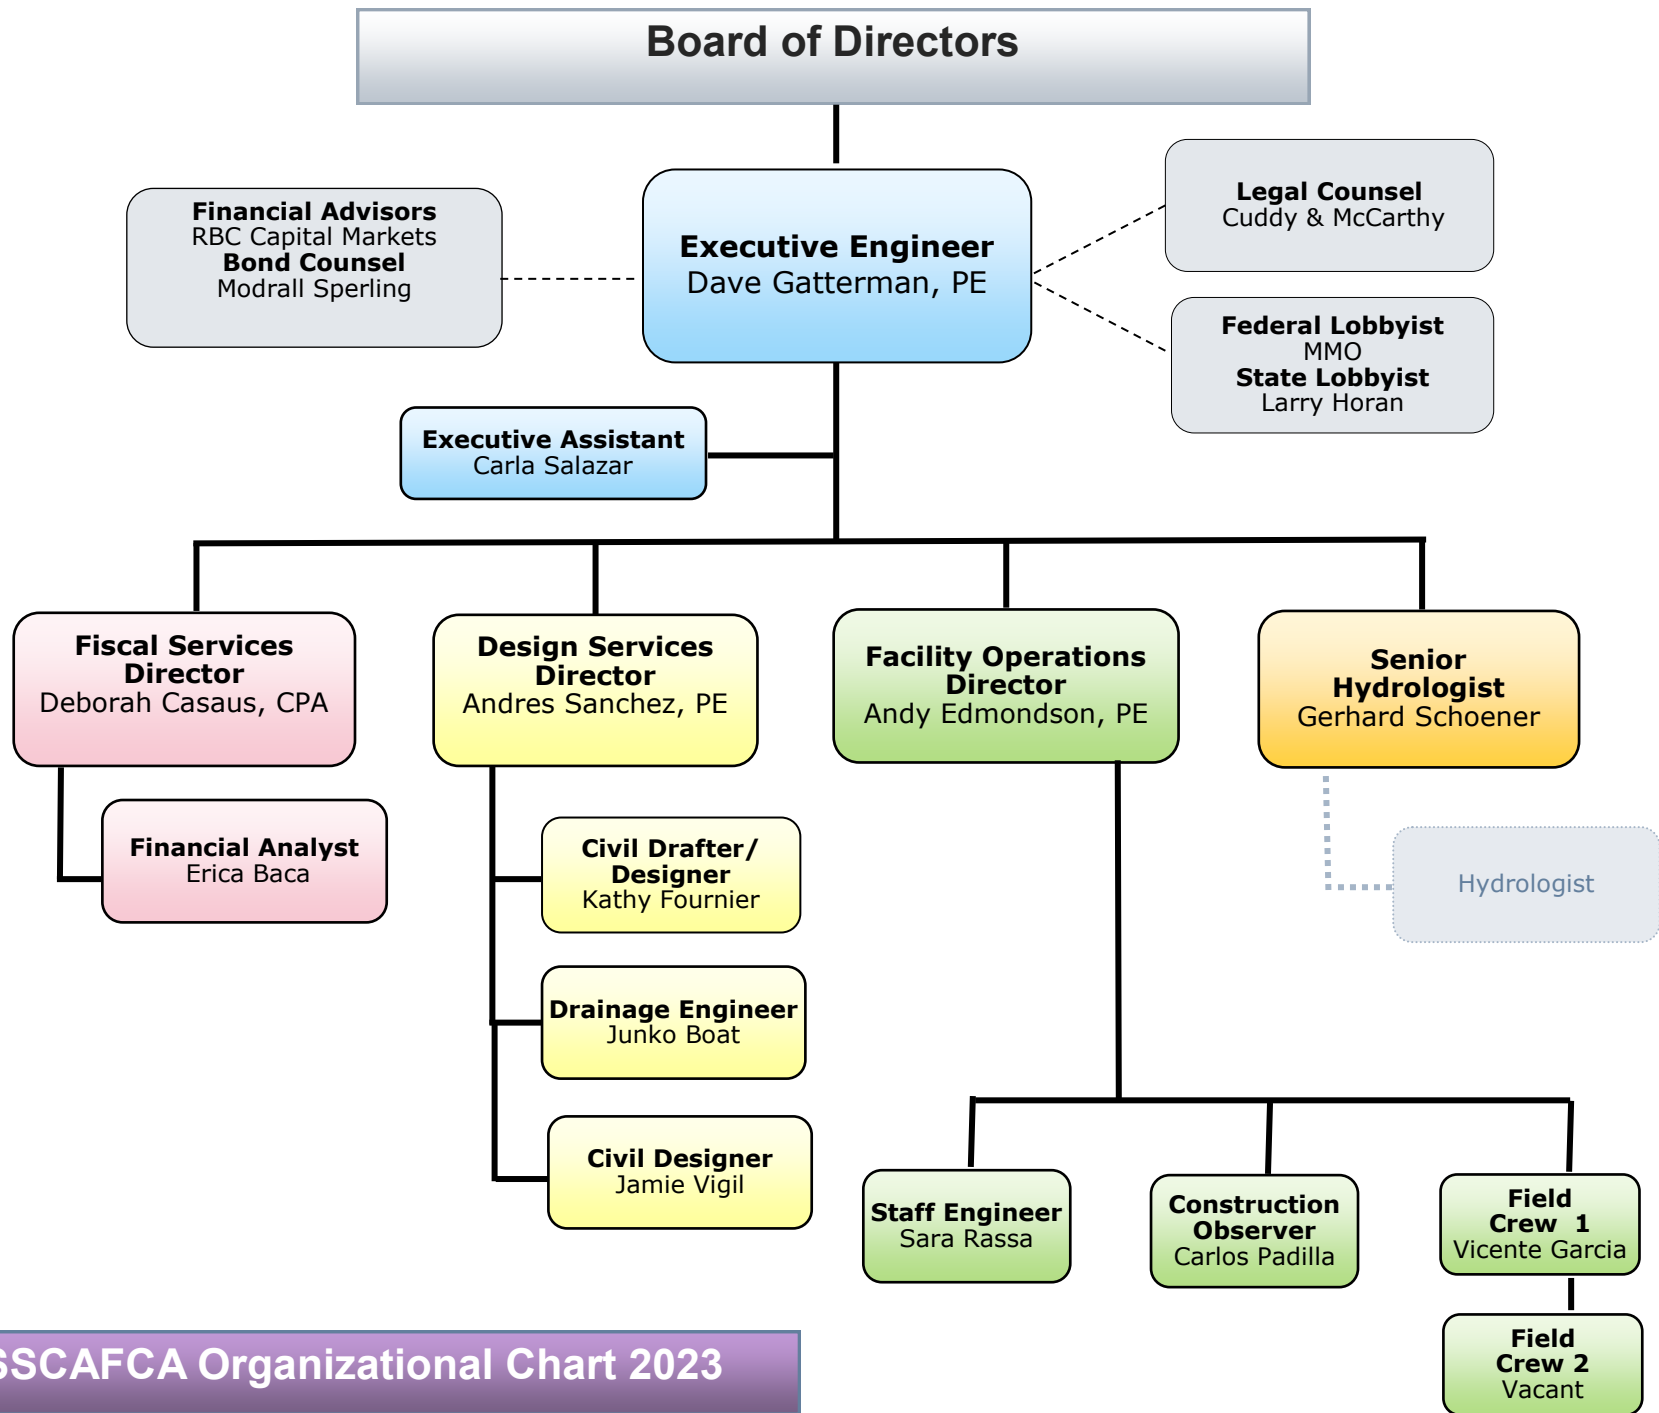 Board of Directors
Financial Advisors
RBC Capital Markets
Bond Counsel
Modrall Sperling
Executive Engineer
Dave Gatterman, PE
Legal Counsel
Cuddy & McCarthy
Federal Lobbyist
MMO
State Lobbyist
Larry Horan
Executive Assistant
Carla Salazar
Fiscal Services
Director
Deborah Casaus, CPA
Design Services
Director
Andres Sanchez, PE
Facility Operations
Director
Andy Edmondson, PE
Senior
Hydrologist
Gerhard Schoener
Financial Analyst
Erica Baca
Civil Drafter/
Designer
Kathy Fournier
Hydrologist
Drainage Engineer
Junko Boat
Civil Designer
Jamie Vigil
Staff Engineer
Sara Rassa
Construction
Observer
Carlos Padilla
Field
Crew 1
Vicente Garcia
Field
Crew 2
Vacant
SSCAFCA Organizational Chart 2023